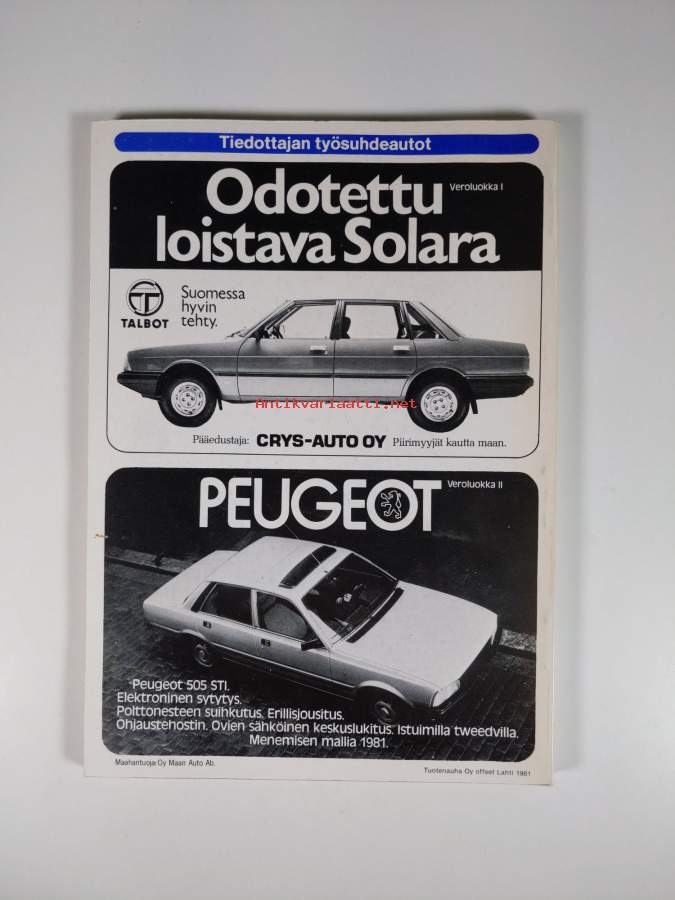 Tiedottajan työsuhdeautot
Odotettu
Veroluokka I
loistava Solara
TALBOT
Suomessa
hyvin
tehty.
Antikvariaatti.net
Pääedustaja: CRYS-AUTO OY Piirimyyjät kautta maan.
PEUGEOT
Veroluokka II
Peugeot 505 STI.
Elektroninen sytytys.
Polttonesteen suihkutus. Erillisjousitus.
Ohjaustehostin. Ovien sähköinen keskuslukitus. Istuimilla tweedvilla.
Menemisen mallia 1981.
Maahantuoja: Oy Maan Auto Ab.
Tuotenauha Oy offset Lahti 1981